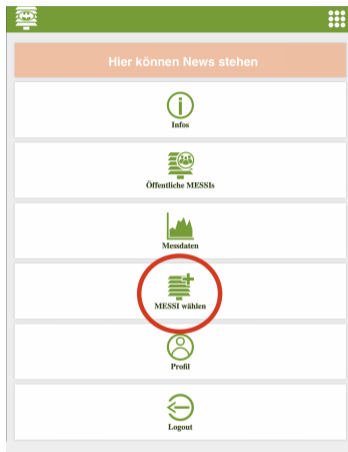 Hier können News stehen
Infos
Öffentliche MESSIs
Messdaten
MESSI wählen
Profil
Logout